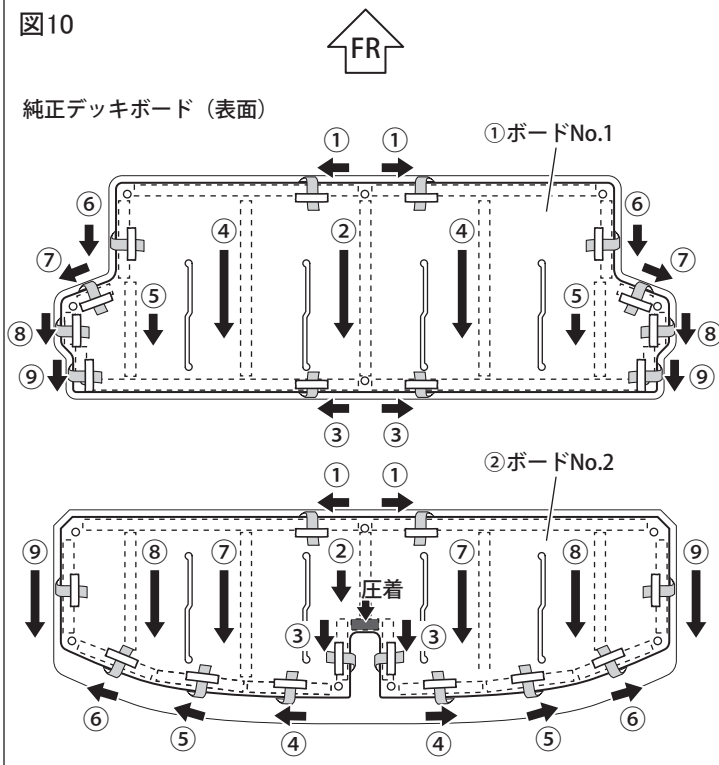 図10
FR
純正デッキボード（表面）
① ① ①ボードNo.1
⑥ ④ ② ④ ⑥
⑦ ⑦
⑤ ⑤
⑧ ⑧
⑨ ⑨
③ ③
① ① ②ボードNo.2
⑨ ⑧ ⑦ ② ⑦ ⑧ ⑨
圧着
③ ③
⑥ ⑥
⑤ ④ ④ ⑤